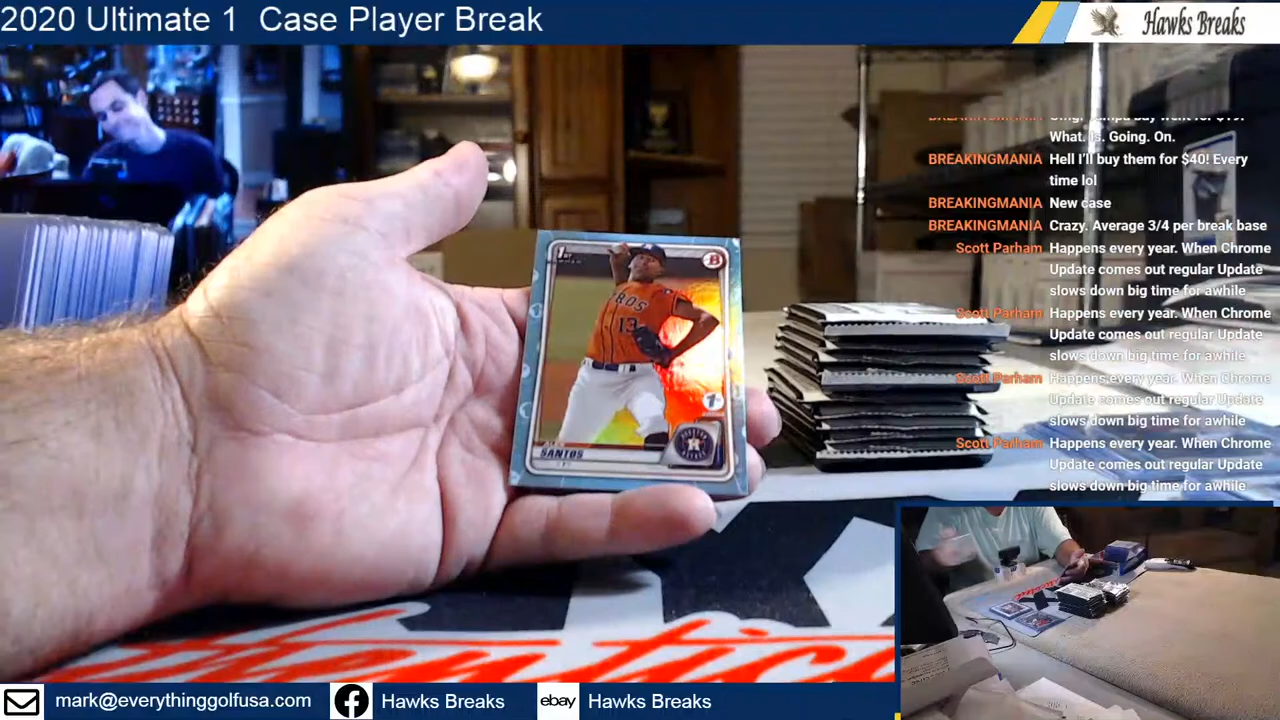 2020 Ultimate 1 Case Player Break
Hawks Breaks
What. Is. Going. On.
BREAKINGMANIA Hell I'll buy them for $40! Every
time lol
BREAKINGMANIA New case
BREAKINGMANIA Crazy. Average 3/4 per break base
Scott Parham Happens every year. When Chrome
Update comes out regular Update
slows down big time for awhile
Scott Parham Happens every year. When Chrome
Update comes out regular Update
slows down big time for awhile
Scott Parham Happens every year. When Chrome
Update comes out regular Update
slows down big time for awhile
Scott Parham Happens every year. When Chrome
Update comes out regular Update
slows down big time for awhile
1ST
B
ROS
13
1st
SANTOS
H
thentics
mark@everythinggolfusa.com
Hawks Breaks
ebay Hawks Breaks